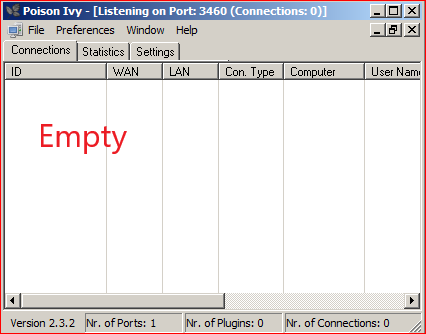 Poison Ivy - [Listening on Port: 3460 (Connections: 0)]
File Preferences Window Help
Connections Statistics Settings
ID WAN LAN Con. Type Computer User Name
Empty
Version 2.3.2 Nr. of Ports: 1 Nr. of Plugins: 0 Nr. of Connections: 0